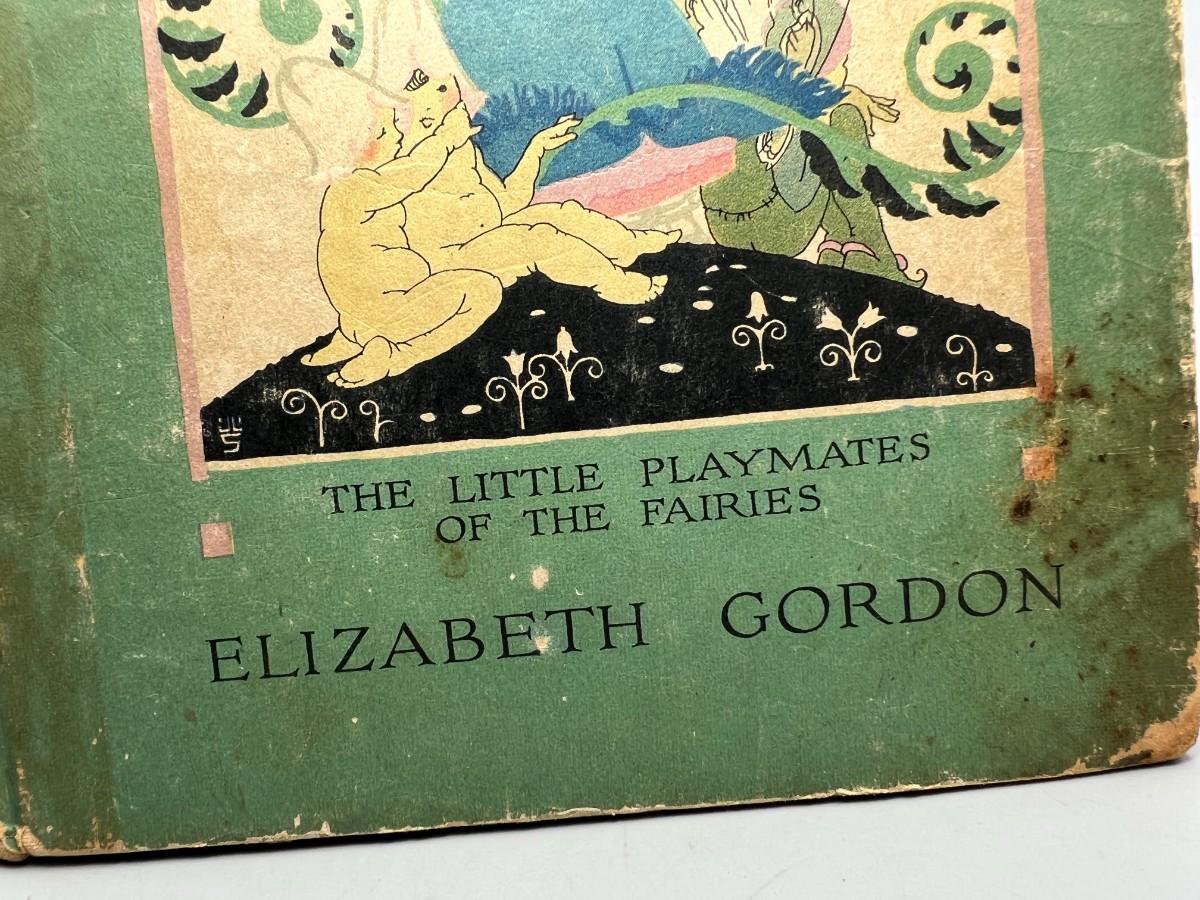 THE LITTLE PLAYMATES
OF THE FAIRIES
ELIZABETH GORDON